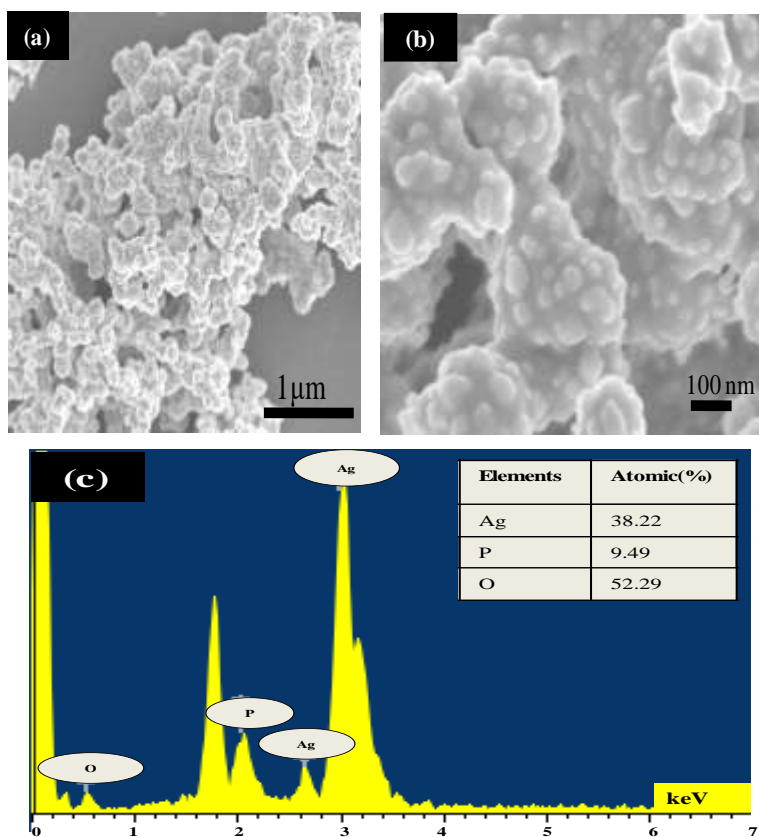 (a)
(b)
1µm
100 nm
(c)
Ag
Elements Atomic(%)
Ag 38.22
P 9.49
O 52.29
P
Ag
O
keV
0 1 2 3 4 5 6 7